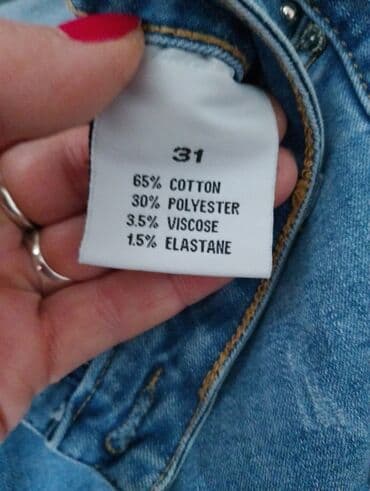 31
65% COTTON
30% POLYESTER
3.5% VISCOSE
1.5% ELASTANE